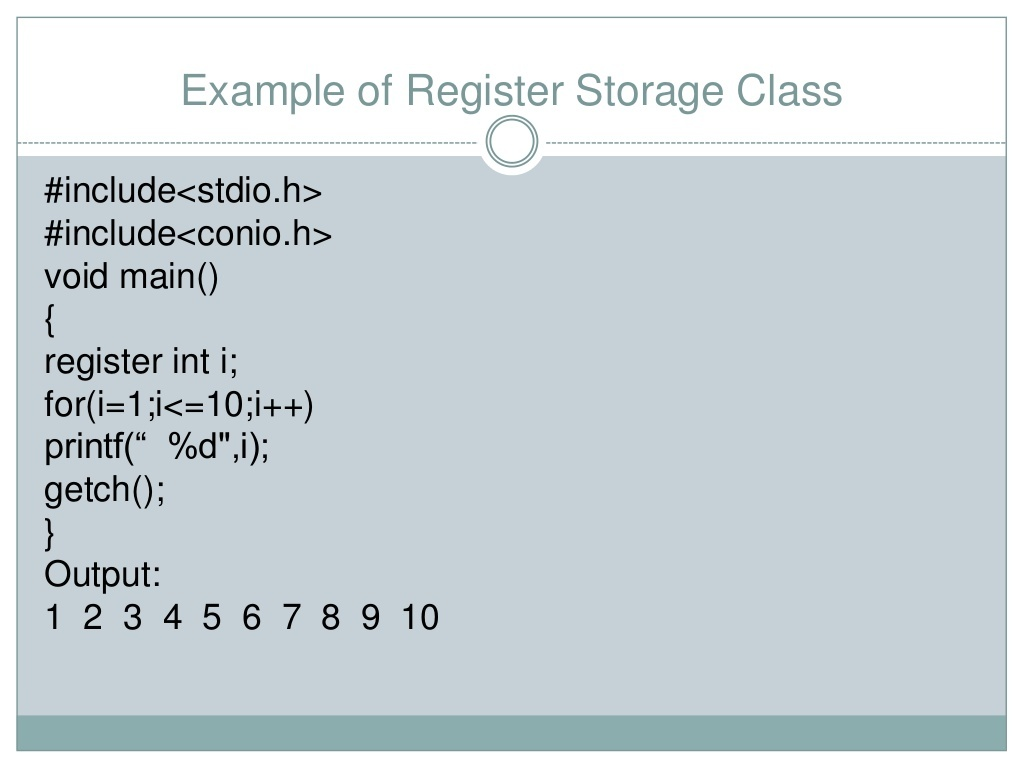 Example of Register Storage Class
#include<stdio.h>
#include<conio.h>
void main()
{
register int i;
for(i=1;i<=10;i++)
printf(“  %d",i);
getch();
}
Output:
1  2  3  4  5  6  7  8  9  10